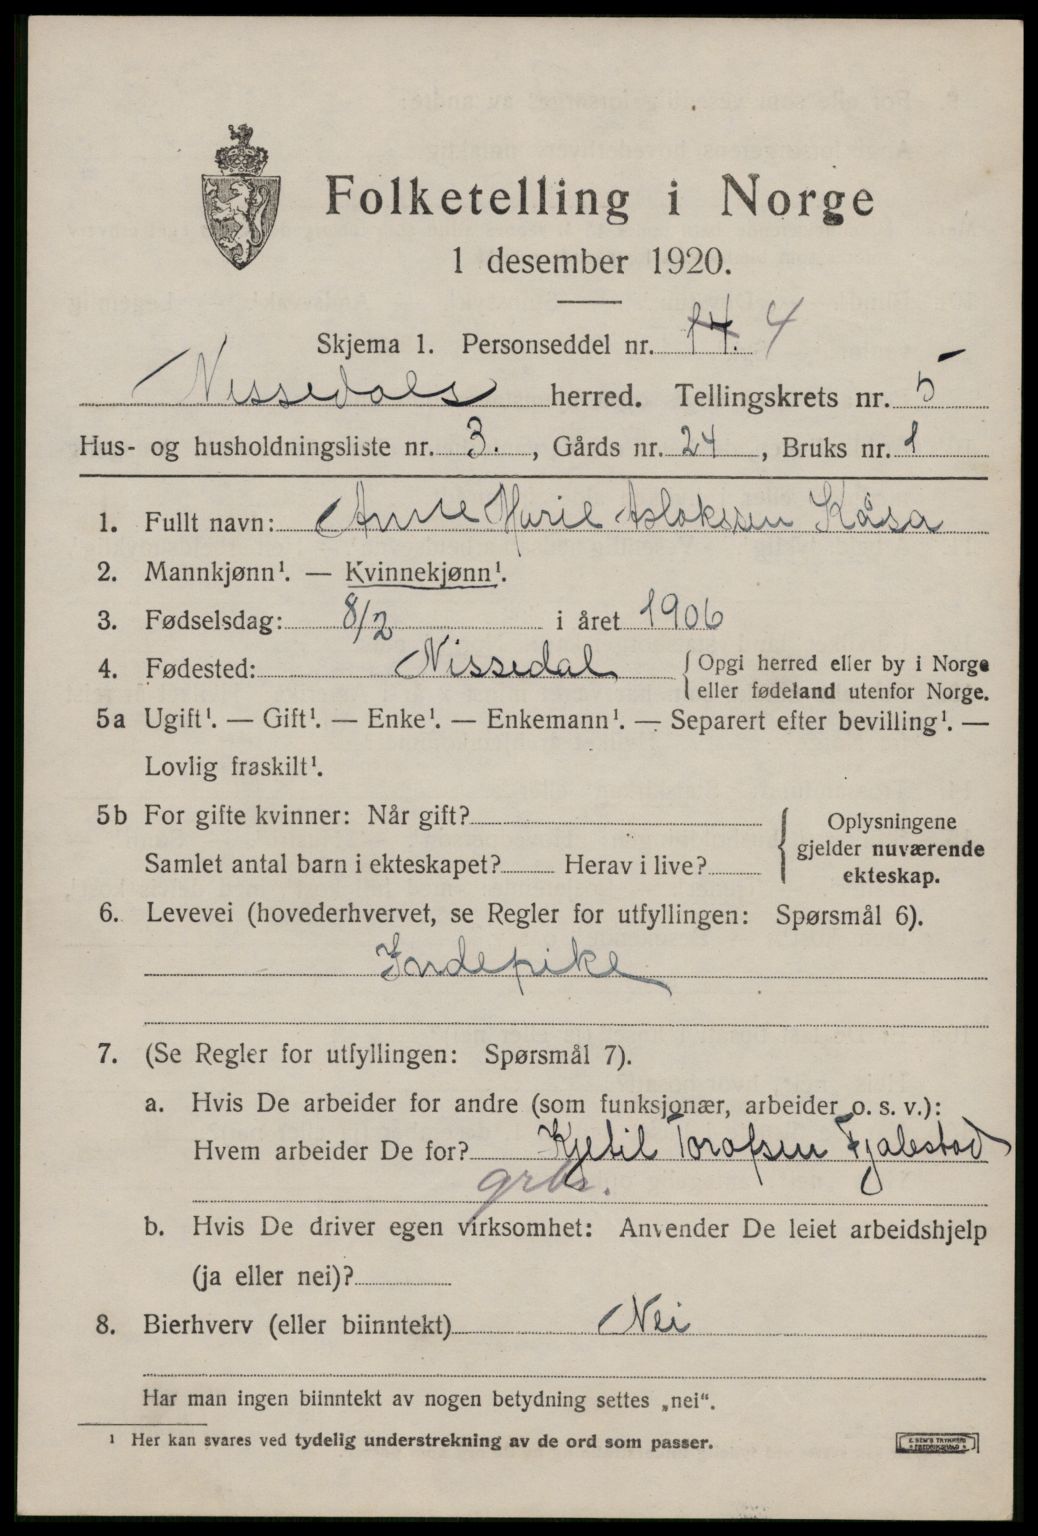 Folketelling i Norge
1 desember 1920.
Skjema 1. Personseddel nr. 14. 4
Nissedals herred. Tellingskrets nr. 5
Hus- og husholdningsliste nr. 3. , Gårds nr. 24 , Bruks nr. 1
1. Fullt navn: Anne Marie Aslaksen Kåsa
2. Mannkjønn¹. — Kvinnekjønn¹.
3. Fødselsdag: 8/2 i året 1906
4. Fødested: Nissedal { Opgi herred eller by i Norge
eller fødeland utenfor Norge.
5a Ugift¹. — Gift¹. — Enke¹. — Enkemann¹. — Separert efter bevilling¹. —
Lovlig fraskilt¹.
5b For gifte kvinner: Når gift?
Samlet antal barn i ekteskapet? Herav i live?
{ Oplysningene
gjelder nuværende
ekteskap.
6. Levevei (hovederhvervet, se Regler for utfyllingen: Spørsmål 6).
Indepike
7. (Se Regler for utfyllingen: Spørsmål 7).
a. Hvis De arbeider for andre (som funksjonær, arbeider o. s. v.):
Hvem arbeider De for? Kjetil Torafsen Fjalestad
grbr.
b. Hvis De driver egen virksomhet: Anvender De leiet arbeidshjelp
(ja eller nei)?
8. Bierhverv (eller biinntekt) Nei
Har man ingen biinntekt av nogen betydning settes „nei“.
¹ Her kan svares ved tydelig understrekning av de ord som passer.